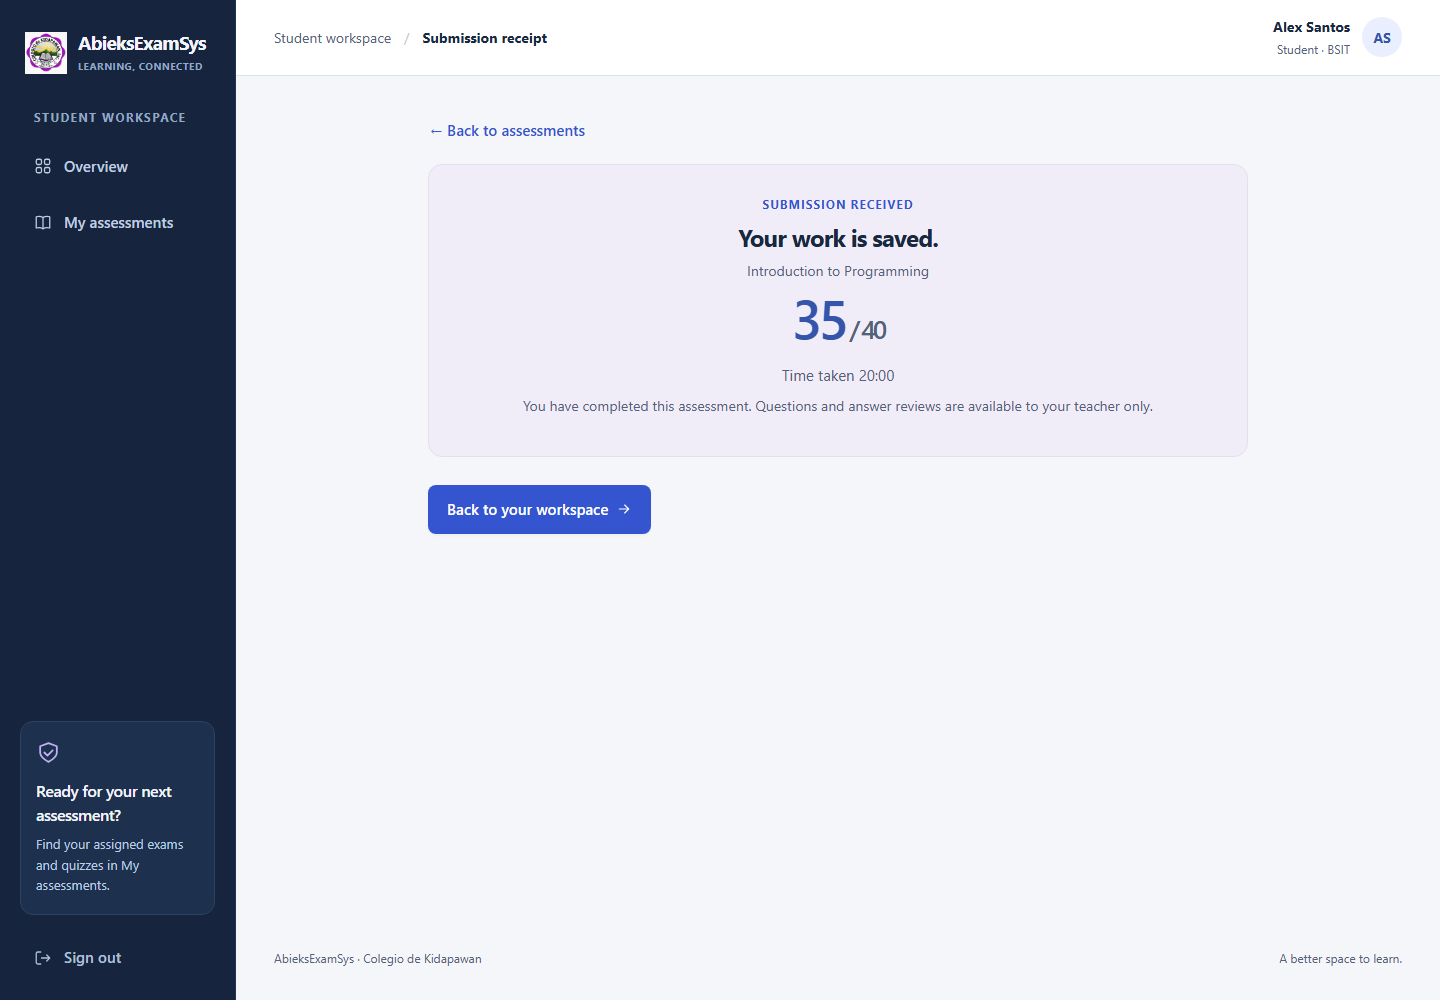 AbieksExamSys
LEARNING, CONNECTED
STUDENT WORKSPACE
Overview
My assessments
Ready for your next
assessment?
Find your assigned exams
and quizzes in My
assessments.
Sign out
Student workspace / Submission receipt
Alex Santos
Student · BSIT
AS
← Back to assessments
SUBMISSION RECEIVED
Your work is saved.
Introduction to Programming
35/40
Time taken 20:00
You have completed this assessment. Questions and answer reviews are available to your teacher only.
Back to your workspace →
AbieksExamSys · Colegio de Kidapawan
A better space to learn.